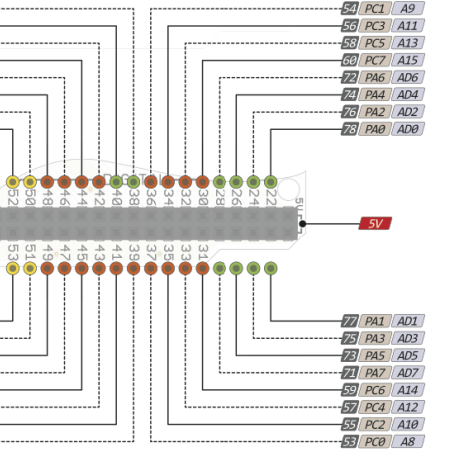 54 PC1 A9
56 PC3 A11
58 PC5 A13
60 PC7 A15
72 PA6 AD6
74 PA4 AD4
76 PA2 AD2
78 PA0 AD0
52 50 48 46 44 42 40 38 36 34 32 30 28 26 24 22
5V
5V
53 51 49 47 45 43 41 39 37 35 33 31
77 PA1 AD1
75 PA3 AD3
73 PA5 AD5
71 PA7 AD7
59 PC6 A14
57 PC4 A12
55 PC2 A10
53 PC0 A8